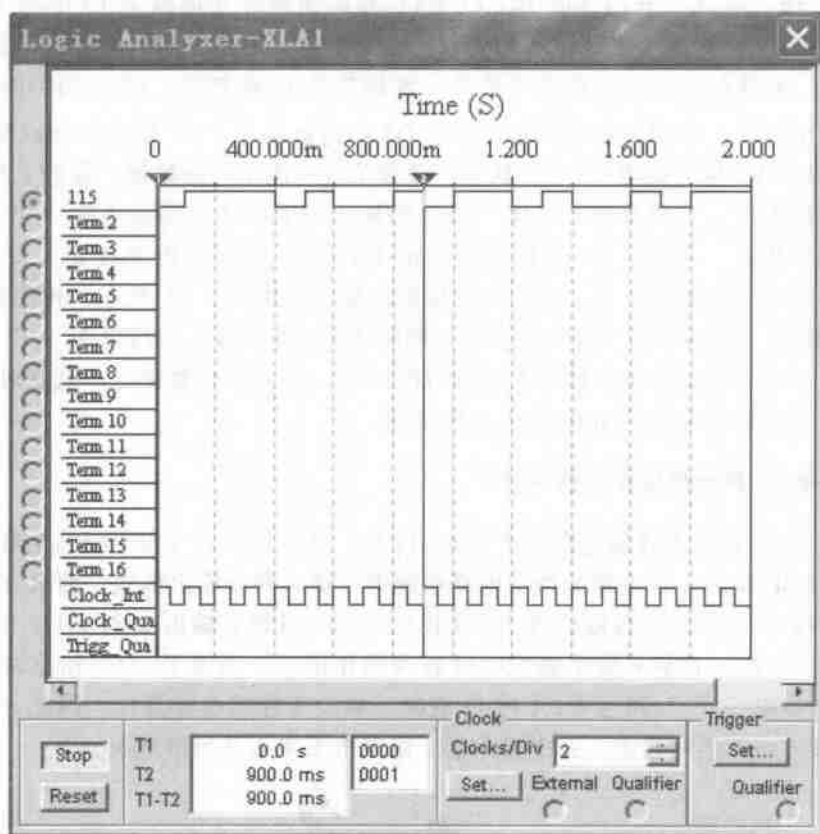 Logic Analyxer-XLA1
Time (S)
0 400.000m 800.000m 1.200 1.600 2.000
115
Term 2
Term 3
Term 4
Term 5
Term 6
Term 7
Term 8
Term 9
Term 10
Term 11
Term 12
Term 13
Term 14
Term 15
Term 16
Clock_Int
Clock_Qua
Trigg_Qua
Stop
Reset
T1 0.0 s 0000
T2 900.0 ms 0001
T1-T2 900.0 ms
Clock
Clocks/Div 2
Set... External Qualifier
Trigger
Set...
Qualifier